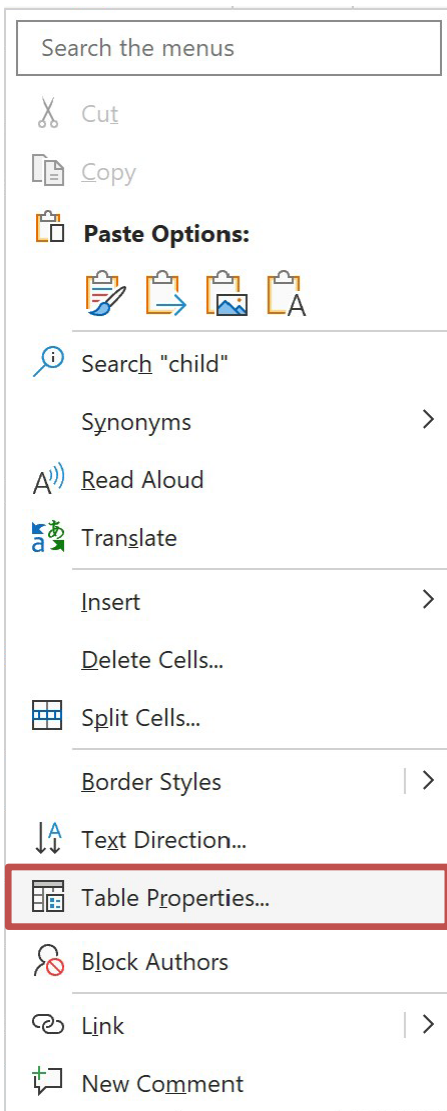 Search the menus
Cut
Copy
Paste Options:
Search "child"
Synonyms
Read Aloud
Translate
Insert
Delete Cells...
Split Cells...
Border Styles
Text Direction...
Table Properties...
Block Authors
Link
New Comment